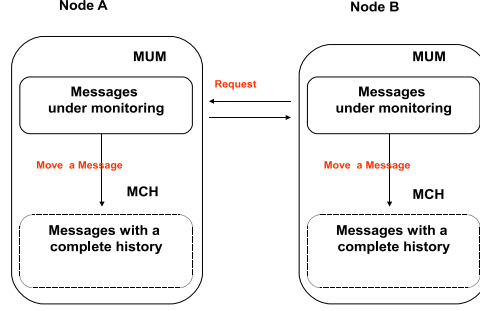 Node A
Node B
MUM
MUM
Messages
under monitoring
Request
Messages
under monitoring
Move a Message
Move a Message
MCH
MCH
Messages with a
complete history
Messages with a
complete history